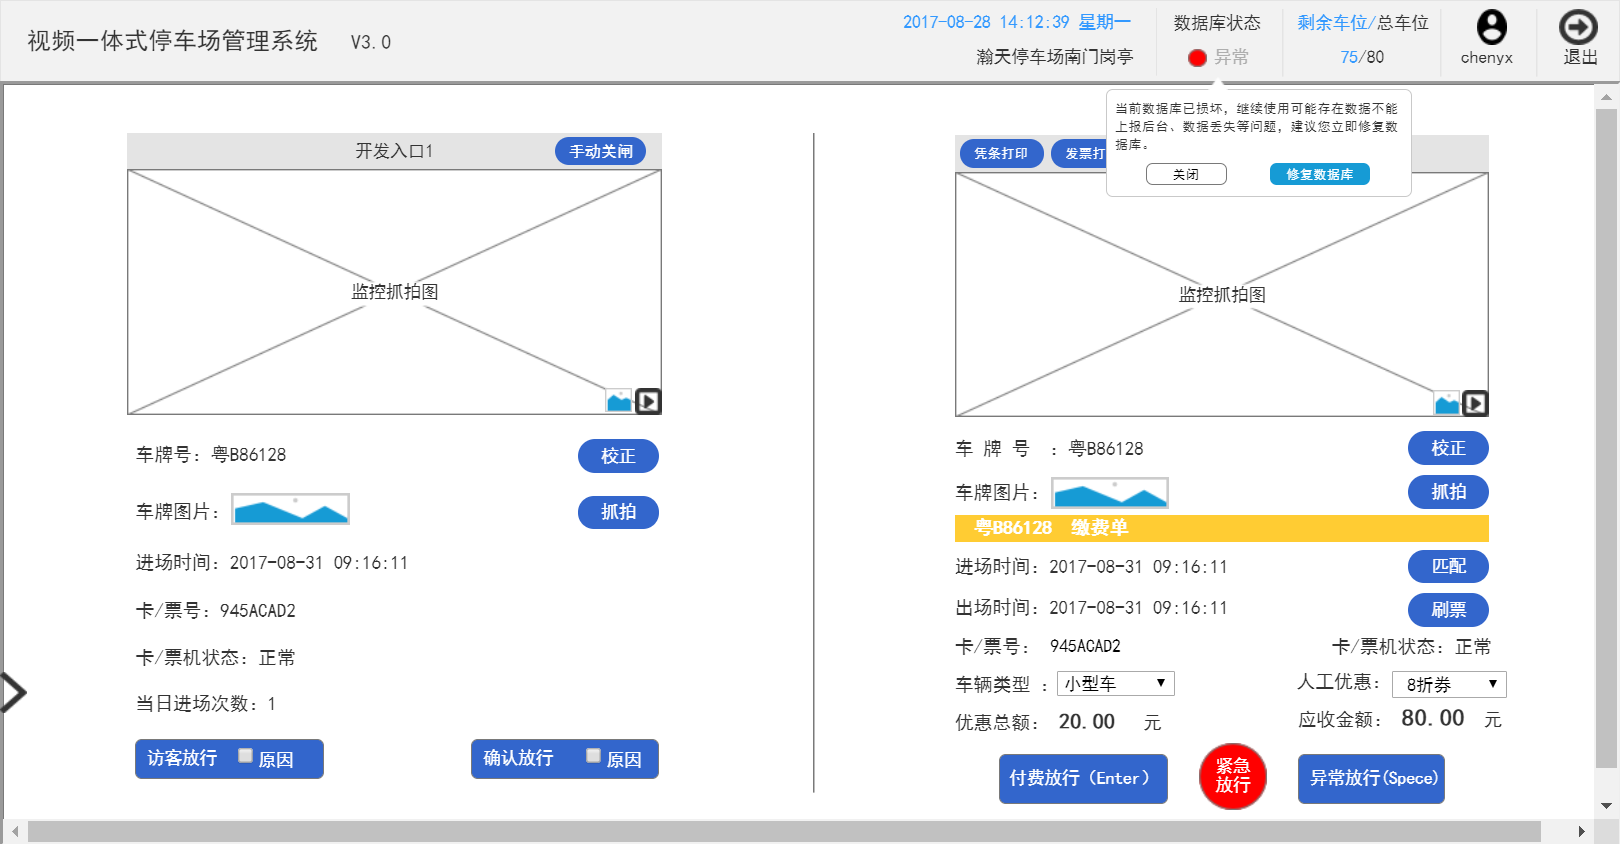 视频一体式停车场管理系统 V3.0
2017-08-28 14:12:39 星期一
瀚天停车场南门岗亭
数据库状态
异常
剩余车位/总车位
75/80
chenyx
退出
当前数据库已损坏，继续使用可能存在数据不能
上报后台、数据丢失等问题，建议您立即修复数
据库。
关闭 修复数据库
开发入口1 手动关闸
监控抓拍图
车牌号：粤B86128 校正
车牌图片： 抓拍
进场时间：2017-08-31 09:16:11
卡/票号：945ACAD2
卡/票机状态：正常
当日进场次数：1
访客放行 原因
确认放行 原因
凭条打印 发票打
监控抓拍图
车 牌 号 ：粤B86128 校正
车牌图片： 抓拍
粤B86128 缴费单
进场时间：2017-08-31 09:16:11 匹配
出场时间：2017-08-31 09:16:11 刷票
卡/票号： 945ACAD2 卡/票机状态：正常
车辆类型 ： 小型车 人工优惠： 8折券
优惠总额： 20.00 元 应收金额： 80.00 元
付费放行（Enter）
紧急
放行
异常放行(Spece)